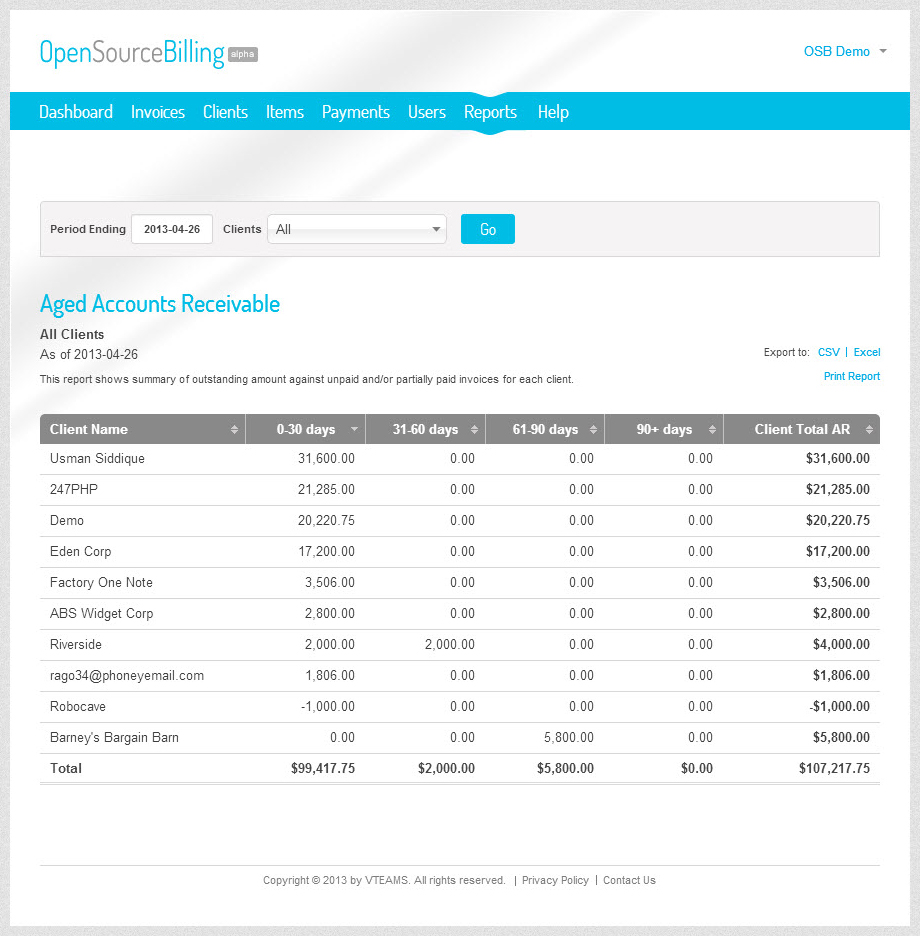 OpenSourceBilling alpha
OSB Demo
Dashboard Invoices Clients Items Payments Users Reports Help
Period Ending 2013-04-26 Clients All Go
Aged Accounts Receivable
All Clients
As of 2013-04-26
Export to: CSV | Excel
This report shows summary of outstanding amount against unpaid and/or partially paid invoices for each client.
Print Report
Client Name 0-30 days 31-60 days 61-90 days 90+ days Client Total AR
Usman Siddique 31,600.00 0.00 0.00 0.00 $31,600.00
247PHP 21,285.00 0.00 0.00 0.00 $21,285.00
Demo 20,220.75 0.00 0.00 0.00 $20,220.75
Eden Corp 17,200.00 0.00 0.00 0.00 $17,200.00
Factory One Note 3,506.00 0.00 0.00 0.00 $3,506.00
ABS Widget Corp 2,800.00 0.00 0.00 0.00 $2,800.00
Riverside 2,000.00 2,000.00 0.00 0.00 $4,000.00
rago34@phoneyemail.com 1,806.00 0.00 0.00 0.00 $1,806.00
Robocave -1,000.00 0.00 0.00 0.00 -$1,000.00
Barney's Bargain Barn 0.00 0.00 5,800.00 0.00 $5,800.00
Total $99,417.75 $2,000.00 $5,800.00 $0.00 $107,217.75
Copyright © 2013 by VTEAMS. All rights reserved. | Privacy Policy | Contact Us